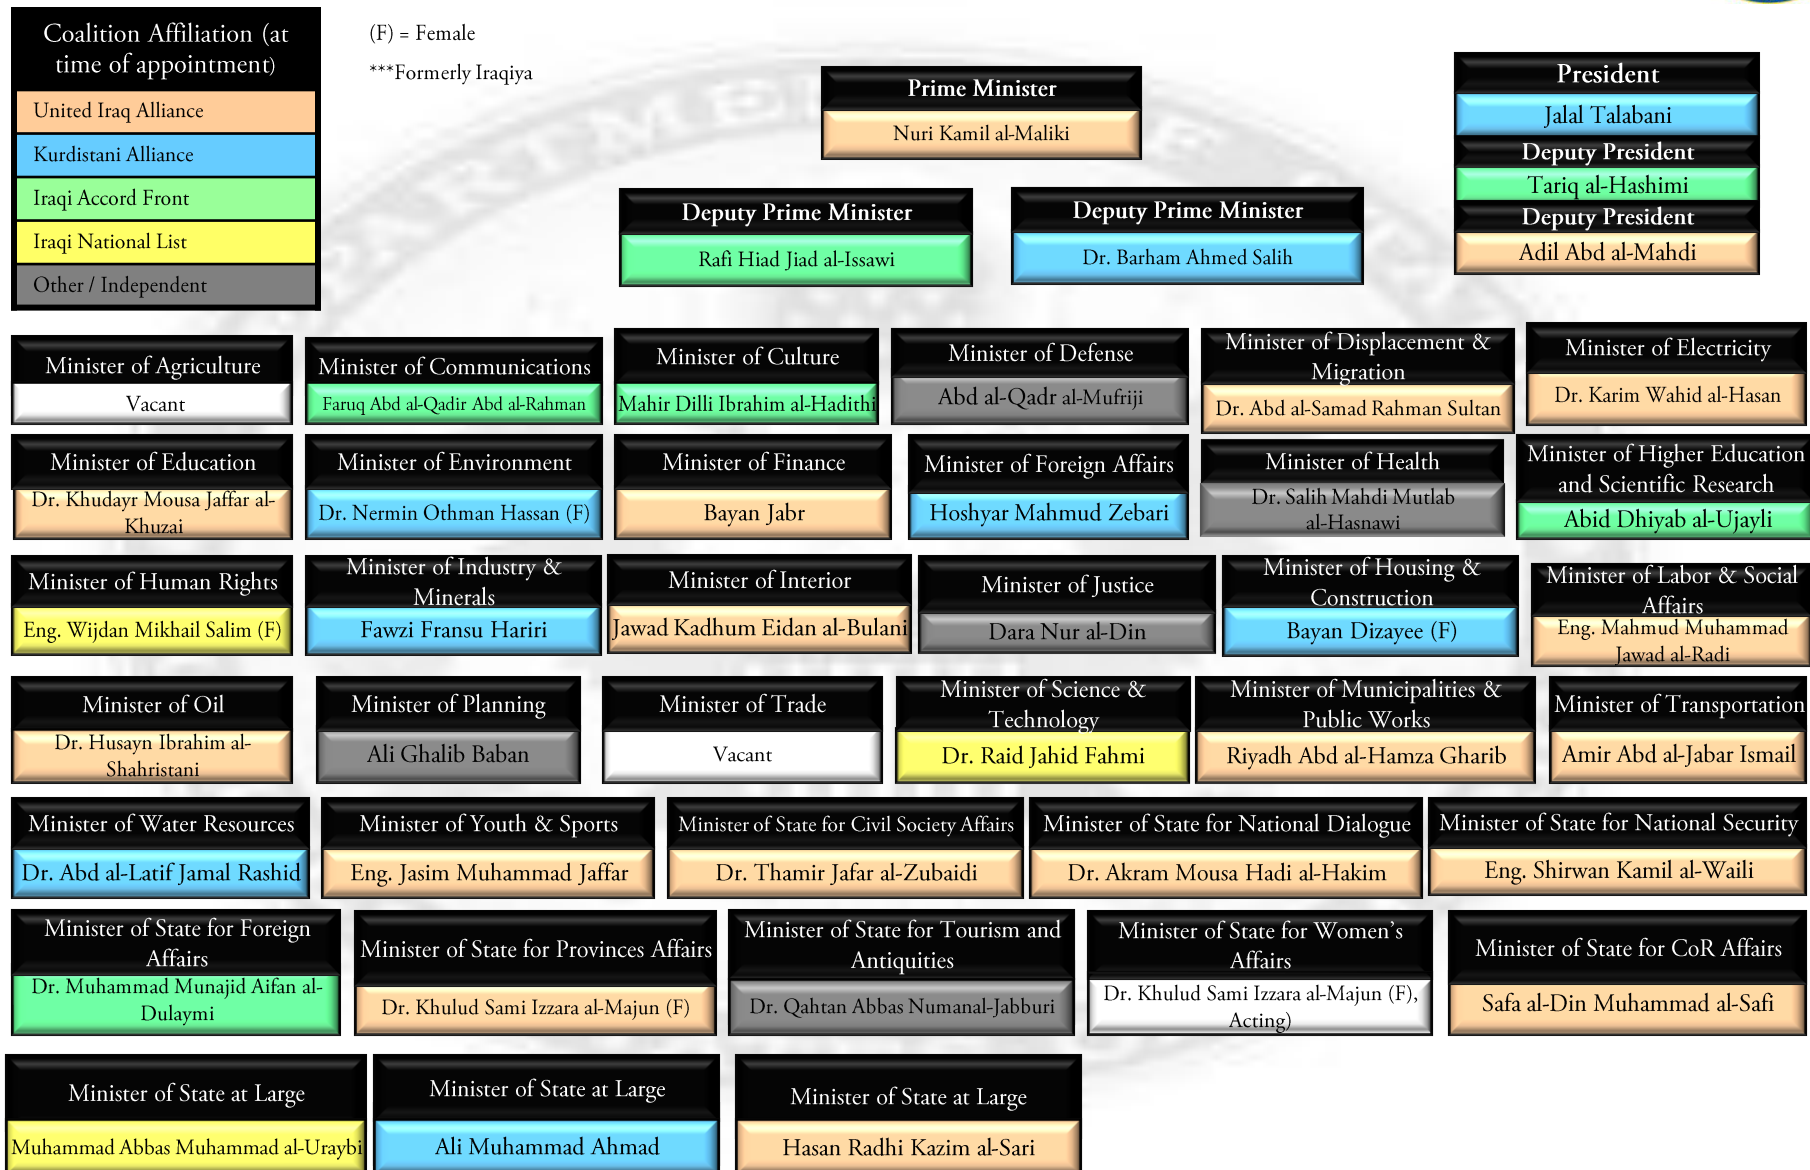 Coalition Affiliation (at
time of appointment)
United Iraq Alliance
Kurdistani Alliance
Iraqi Accord Front
Iraqi National List
Other / Independent
(F) = Female
***Formerly Iraqiya
Prime Minister
Nuri Kamil al-Maliki
President
Jalal Talabani
Deputy President
Tariq al-Hashimi
Deputy President
Adil Abd al-Mahdi
Deputy Prime Minister
Rafi Hiad Jiad al-Issawi
Deputy Prime Minister
Dr. Barham Ahmed Salih
Minister of Agriculture
Vacant
Minister of Communications
Faruq Abd al-Qadir Abd al-Rahman
Minister of Culture
Mahir Dilli Ibrahim al-Hadithi
Minister of Defense
Abd al-Qadr al-Mufriji
Minister of Displacement &
Migration
Dr. Abd al-Samad Rahman Sultan
Minister of Electricity
Dr. Karim Wahid al-Hasan
Minister of Education
Dr. Khudayr Mousa Jaffar al-
Khuzai
Minister of Environment
Dr. Nermin Othman Hassan (F)
Minister of Finance
Bayan Jabr
Minister of Foreign Affairs
Hoshyar Mahmud Zebari
Minister of Health
Dr. Salih Mahdi Mutlab
al-Hasnawi
Minister of Higher Education
and Scientific Research
Abid Dhiyab al-Ujayli
Minister of Human Rights
Eng. Wijdan Mikhail Salim (F)
Minister of Industry &
Minerals
Fawzi Fransu Hariri
Minister of Interior
Jawad Kadhum Eidan al-Bulani
Minister of Justice
Dara Nur al-Din
Minister of Housing &
Construction
Bayan Dizayee (F)
Minister of Labor & Social
Affairs
Eng. Mahmud Muhammad
Jawad al-Radi
Minister of Oil
Dr. Husayn Ibrahim al-
Shahristani
Minister of Planning
Ali Ghalib Baban
Minister of Trade
Vacant
Minister of Science &
Technology
Dr. Raid Jahid Fahmi
Minister of Municipalities &
Public Works
Riyadh Abd al-Hamza Gharib
Minister of Transportation
Amir Abd al-Jabar Ismail
Minister of Water Resources
Dr. Abd al-Latif Jamal Rashid
Minister of Youth & Sports
Eng. Jasim Muhammad Jaffar
Minister of State for Civil Society Affairs
Dr. Thamir Jafar al-Zubaidi
Minister of State for National Dialogue
Dr. Akram Mousa Hadi al-Hakim
Minister of State for National Security
Eng. Shirwan Kamil al-Waili
Minister of State for Foreign
Affairs
Dr. Muhammad Munajid Aifan al-
Dulaymi
Minister of State for Provinces Affairs
Dr. Khulud Sami Izzara al-Majun (F)
Minister of State for Tourism and
Antiquities
Dr. Qahtan Abbas Numanal-Jabburi
Minister of State for Women's
Affairs
Dr. Khulud Sami Izzara al-Majun (F),
Acting)
Minister of State for CoR Affairs
Safa al-Din Muhammad al-Safi
Minister of State at Large
Muhammad Abbas Muhammad al-Uraybi
Minister of State at Large
Ali Muhammad Ahmad
Minister of State at Large
Hasan Radhi Kazim al-Sari